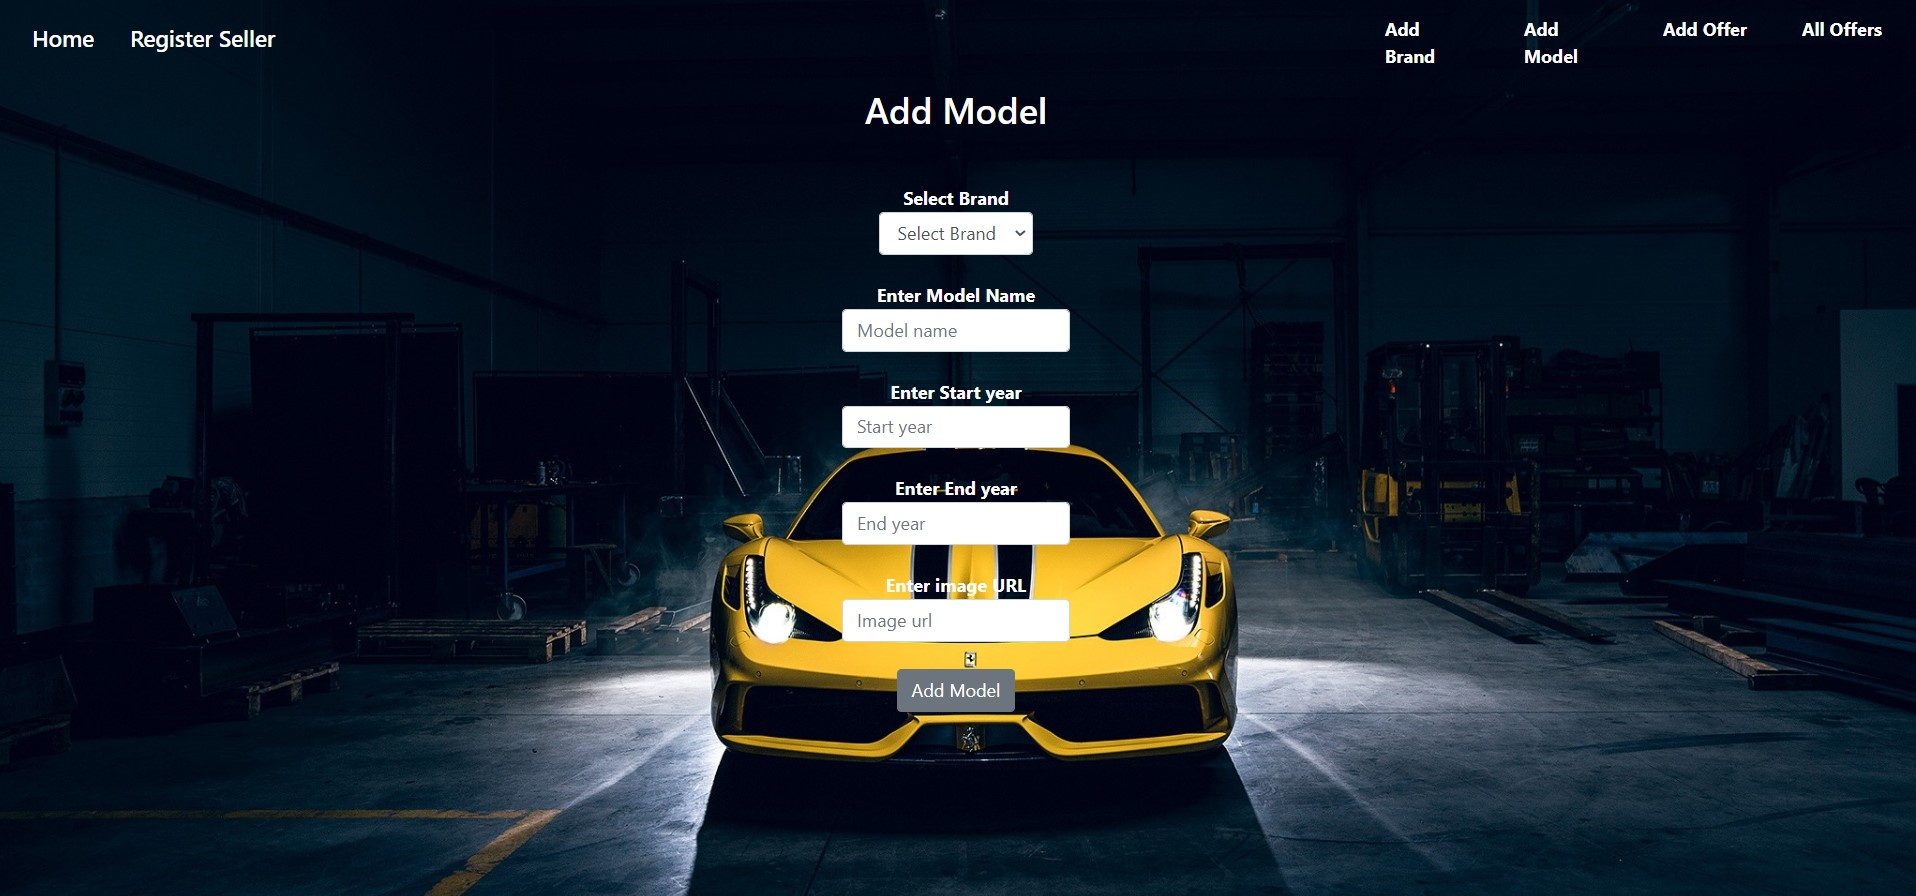 Home
Register Seller
Add
Brand
Add
Model
Add Offer
All Offers
Add Model
Select Brand
Select Brand
Enter Model Name
Model name
Enter Start year
Start year
Enter End year
End year
Enter image URL
Image url
Add Model